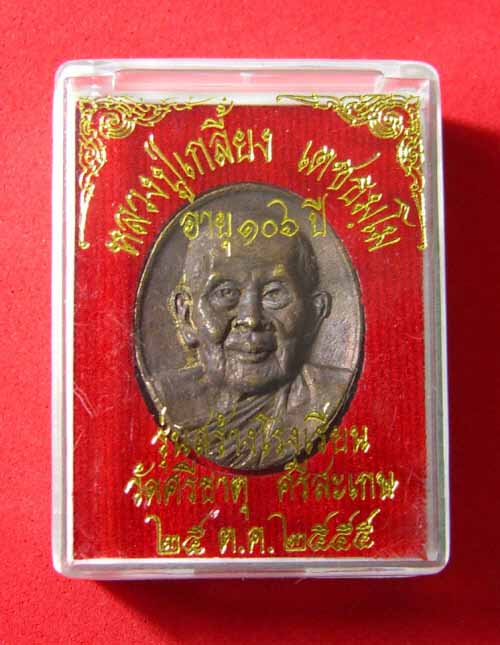 หลวงปู่เกลี้ยง เตชธมฺโม
อายุ ๑๐๖ ปี
รุ่นสร้างโรงเรียน
วัดศรีธาตุ ศรีสะเกษ
๒๕ ต.ค. ๒๕๕๕